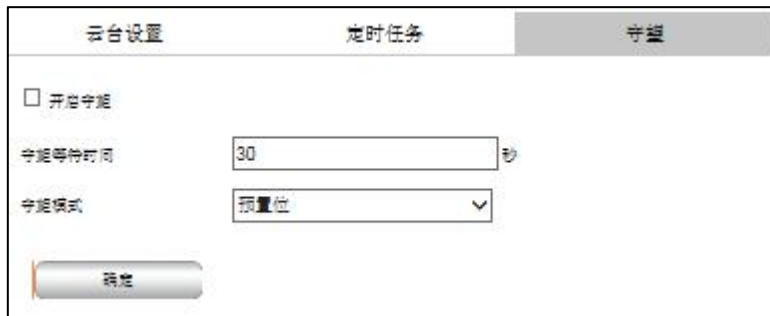 云台设置 定时任务 守望
开启守望
守望等待时间 30 秒
守望模式 预置位
确定